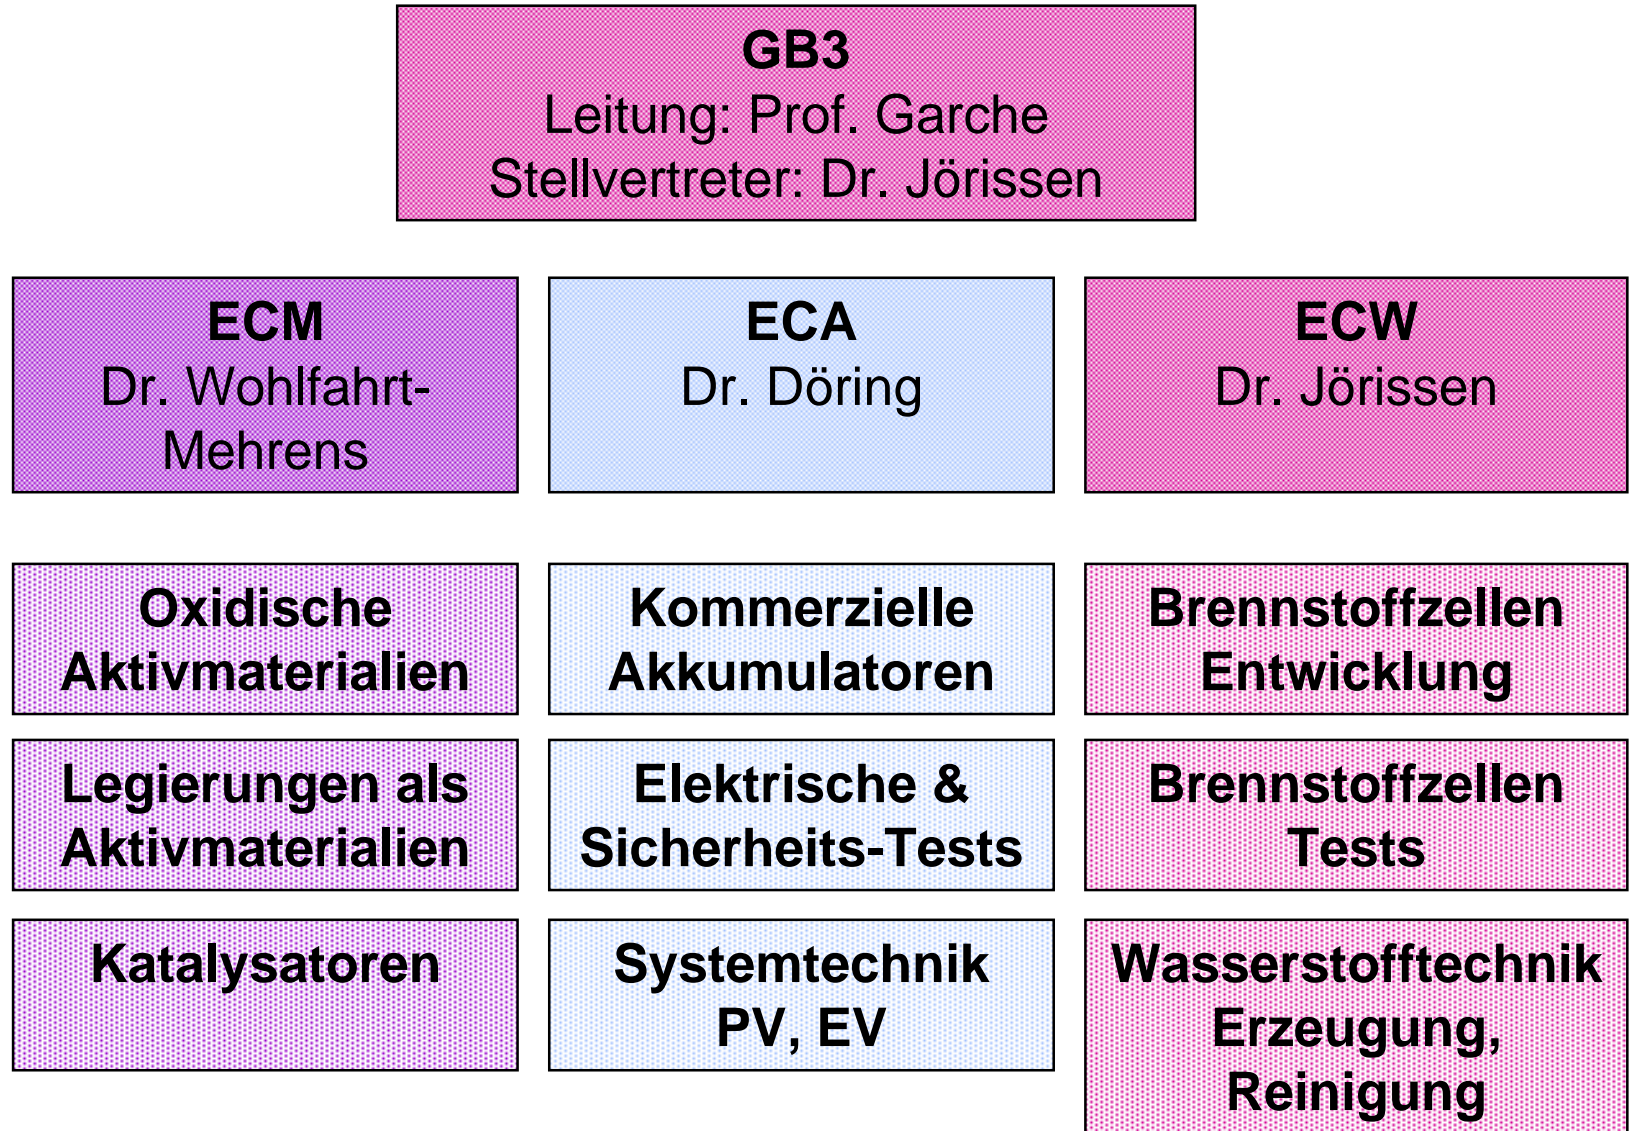 GB3
Leitung: Prof. Garche
Stellvertreter: Dr. Jörissen
ECM
Dr. Wohlfahrt-
Mehrens
ECA
Dr. Döring
ECW
Dr. Jörissen
Oxidische
Aktivmaterialien
Kommerzielle
Akkumulatoren
Brennstoffzellen
Entwicklung
Legierungen als
Aktivmaterialien
Elektrische &
Sicherheits-Tests
Brennstoffzellen
Tests
Katalysatoren
Systemtechnik
PV, EV
Wasserstofftechnik
Erzeugung,
Reinigung